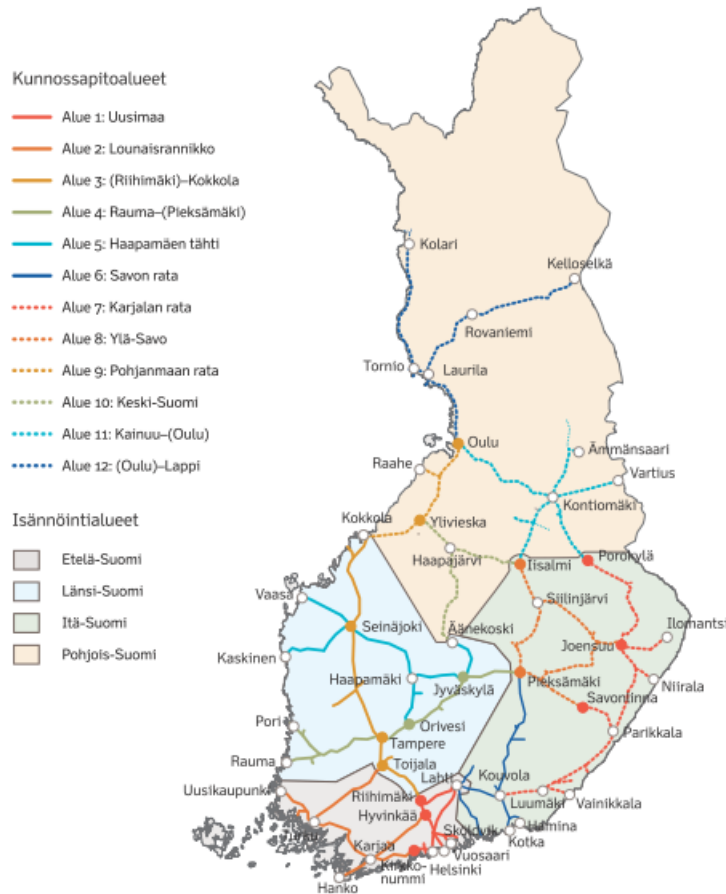 Kunnossapitoalueet
Alue 1: Uusimaa
Alue 2: Lounaisrannikko
Alue 3: (Riihimäki)–Kokkola
Alue 4: Rauma–(Pieksämäki)
Alue 5: Haapamäen tähti
Alue 6: Savon rata
Alue 7: Karjalan rata
Alue 8: Ylä-Savo
Alue 9: Pohjanmaan rata
Alue 10: Keski-Suomi
Alue 11: Kainuu–(Oulu)
Alue 12: (Oulu)–Lappi
Isännöintialueet
Etelä-Suomi
Länsi-Suomi
Itä-Suomi
Pohjois-Suomi
Kolari
Kelloselkä
Rovaniemi
Tornio
Laurila
Oulu
Ämmänsaari
Raahe
Vartius
Kontiomäki
Kokkola
Ylivieska
Haapajärvi
Iisalmi
Porokylä
Siilinjärvi
Vaasa
Seinäjoki
Äänekoski
Ilomantsi
Joensuu
Kaskinen
Haapamäki
Jyväskylä
Pieksämäki
Niirala
Savonlinna
Pori
Orivesi
Parikkala
Tampere
Rauma
Toijala
Lahti
Kouvola
Uusikaupunki
Riihimäki
Luumäki
Vainikkala
Hyvinkää
Sköldvik
Hamina
Kotka
Karjaa
Vuosaari
Kirkko-
nummi
Helsinki
Hanko